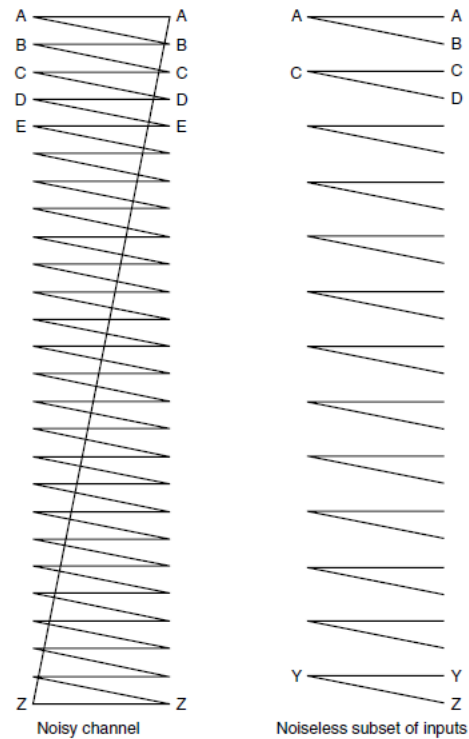 A A A A
B B B
C C C C
D D D
E E
Y Y
Z Z Z
Noisy channel Noiseless subset of inputs